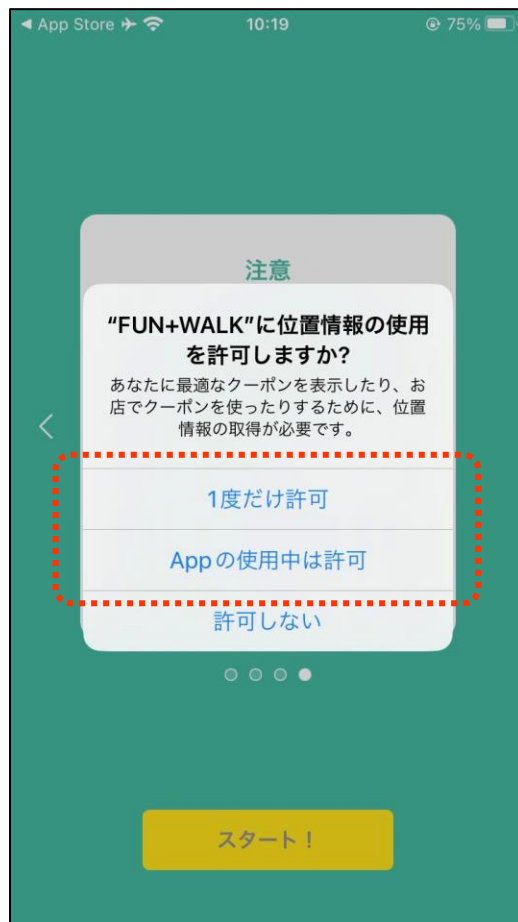 ◀ App Store
10:19
75%
注意
“FUN+WALK”に位置情報の使用
を許可しますか?
あなたに最適なクーポンを表示したり、お
店でクーポンを使ったりするために、位置
情報の取得が必要です。
1度だけ許可
Appの使用中は許可
許可しない
スタート！